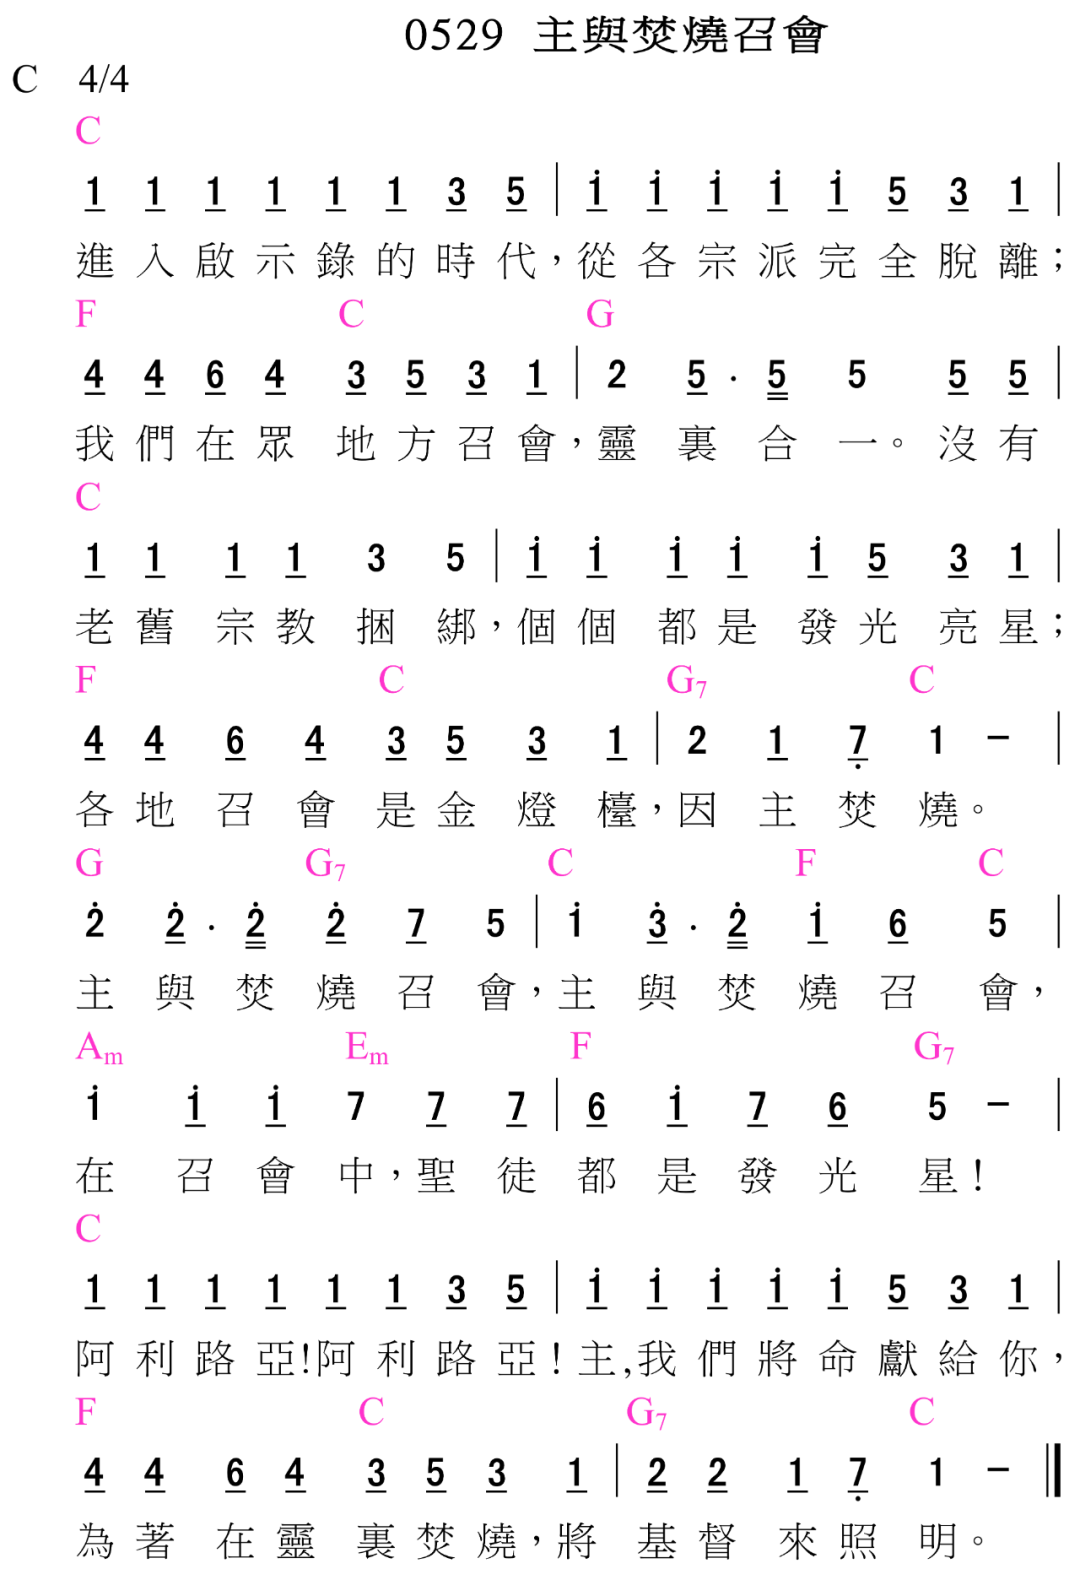 0529 主與焚燒召會
C 4/4
C
1 1 1 1 1 1 3 5 | i i i i i 5 3 1 |
進入啟示錄的時代，從各宗派完全脫離；
F C G
4 4 6 4 3 5 3 1 | 2 5 . 5 5 5 5 |
我們在眾地方召會，靈裏合一。沒有
C
1 1 1 1 3 5 | i i i i i 5 3 1 |
老舊宗教捆綁，個個都是發光亮星；
F C G7 C
4 4 6 4 3 5 3 1 | 2 1 7̣ 1 – |
各地召會是金燈檯，因主焚燒。
G G7 C F C
2̇ 2̇ . 2̇ 2̇ 7 5 | i 3̇ . 2̇ i 6 5 |
主與焚燒召會，主與焚燒召會，
Am Em F G7
i i i 7 7 7 | 6 i 7 6 5 – |
在召會中，聖徒都是發光星！
C
1 1 1 1 1 1 3 5 | i i i i i 5 3 1 |
阿利路亞!阿利路亞!主,我們將命獻給你，
F C G7 C
4 4 6 4 3 5 3 1 | 2 2 1 7̣ 1 – ‖
為著在靈裏焚燒，將基督來照明。